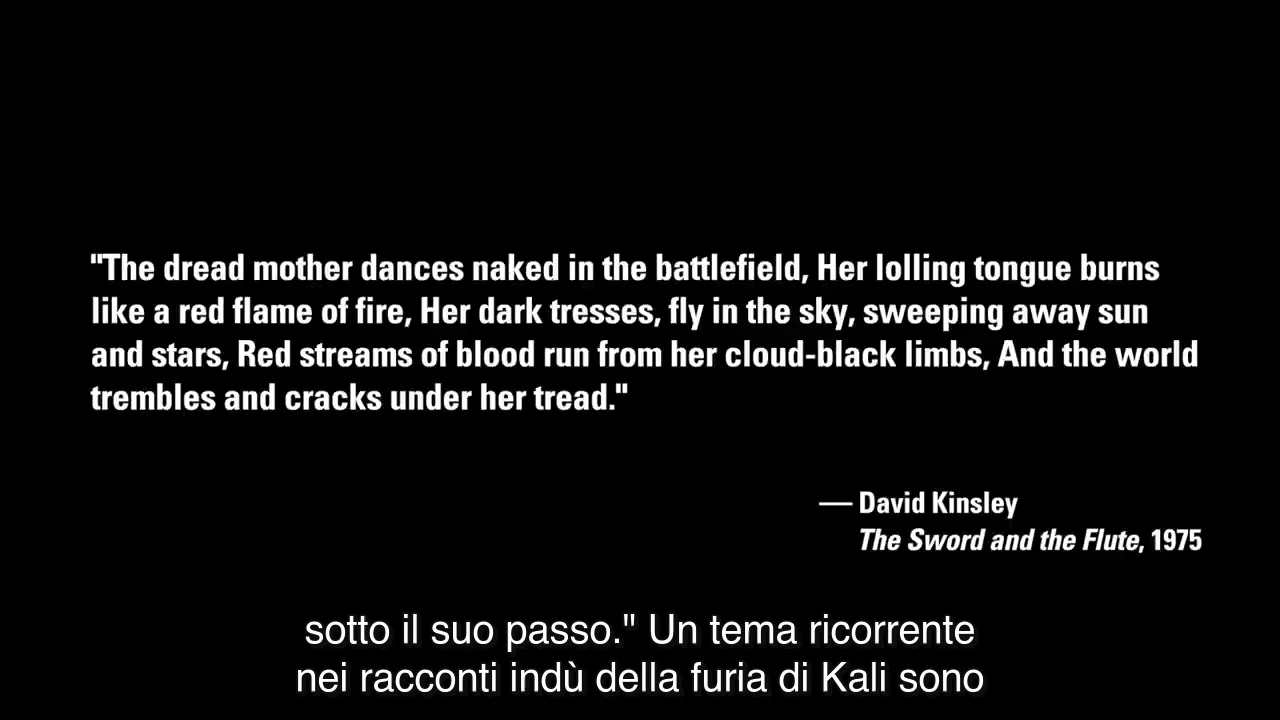 "The dread mother dances naked in the battlefield, Her lolling tongue burns
like a red flame of fire, Her dark tresses, fly in the sky, sweeping away sun
and stars, Red streams of blood run from her cloud-black limbs, And the world
trembles and cracks under her tread."
— David Kinsley
The Sword and the Flute, 1975
sotto il suo passo." Un tema ricorrente
nei racconti indù della furia di Kali sono